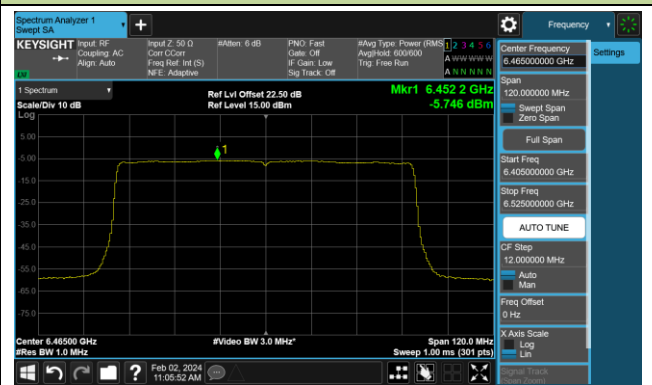 Spectrum Analyzer 1
Swept SA
+
Frequency
KEYSIGHT
Input: RF
Coupling: AC
Align: Auto
Input Z: 50 Ω
Corr CCorr
Freq Ref: Int (S)
NFE: Adaptive
#Atten: 6 dB
PNO: Fast
Gate: Off
IF Gain: Low
Sig Track: Off
#Avg Type: Power (RMS
Avg|Hold: 600/600
Trig: Free Run
1 2 3 4 5 6
A W W W W W
A N N N N N
1 Spectrum
Scale/Div 10 dB
Log
Ref Lvl Offset 22.50 dB
Ref Level 15.00 dBm
Mkr1 6.452 2 GHz
-5.746 dBm
5.00
-5.00
-15.0
-25.0
-35.0
-45.0
-55.0
-65.0
-75.0
1
Center 6.46500 GHz
#Res BW 1.0 MHz
#Video BW 3.0 MHz*
Span 120.0 MHz
Sweep 1.00 ms (301 pts)
Feb 02, 2024
11:05:52 AM
Center Frequency
6.465000000 GHz
Settings
Span
120.000000 MHz
Swept Span
Zero Span
Full Span
Start Freq
6.405000000 GHz
Stop Freq
6.525000000 GHz
AUTO TUNE
CF Step
12.000000 MHz
Auto
Man
Freq Offset
0 Hz
X Axis Scale
Log
Lin
Signal Track
(Span Zoom)